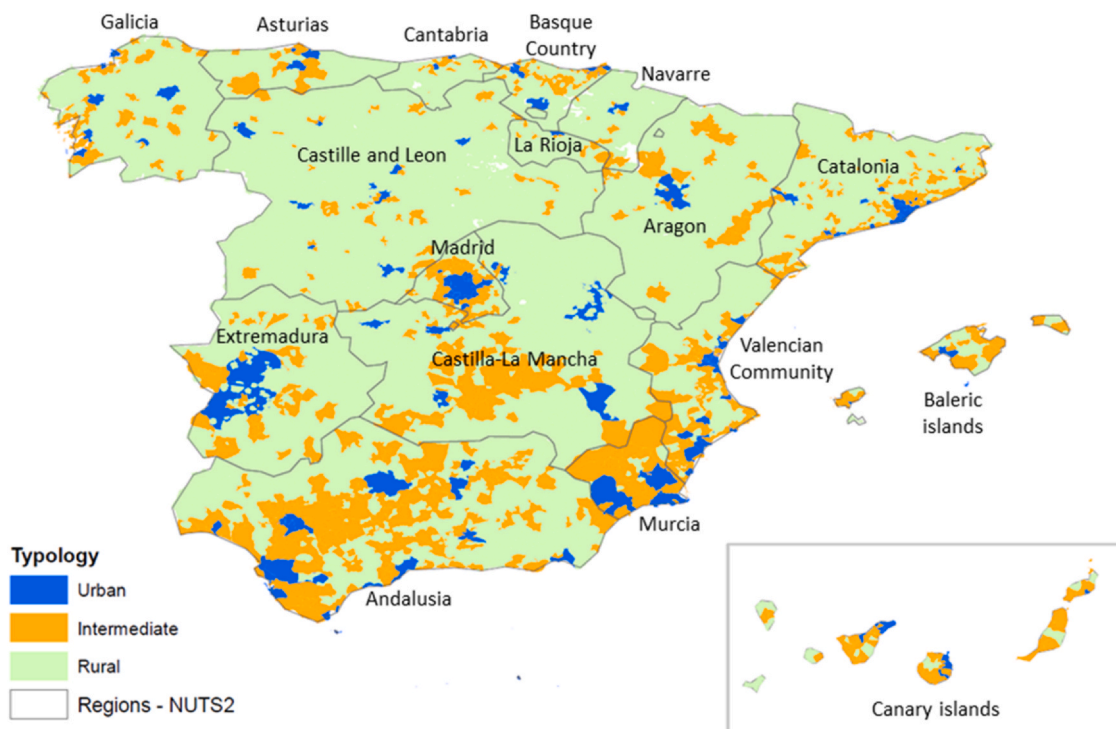 Galicia
Asturias
Cantabria
Basque
Country
Navarre
La Rioja
Castille and Leon
Catalonia
Aragon
Madrid
Extremadura
Castilla-La Mancha
Valencian
Community
Baleric
islands
Murcia
Andalusia
Typology
Urban
Intermediate
Rural
Regions - NUTS2
Canary islands